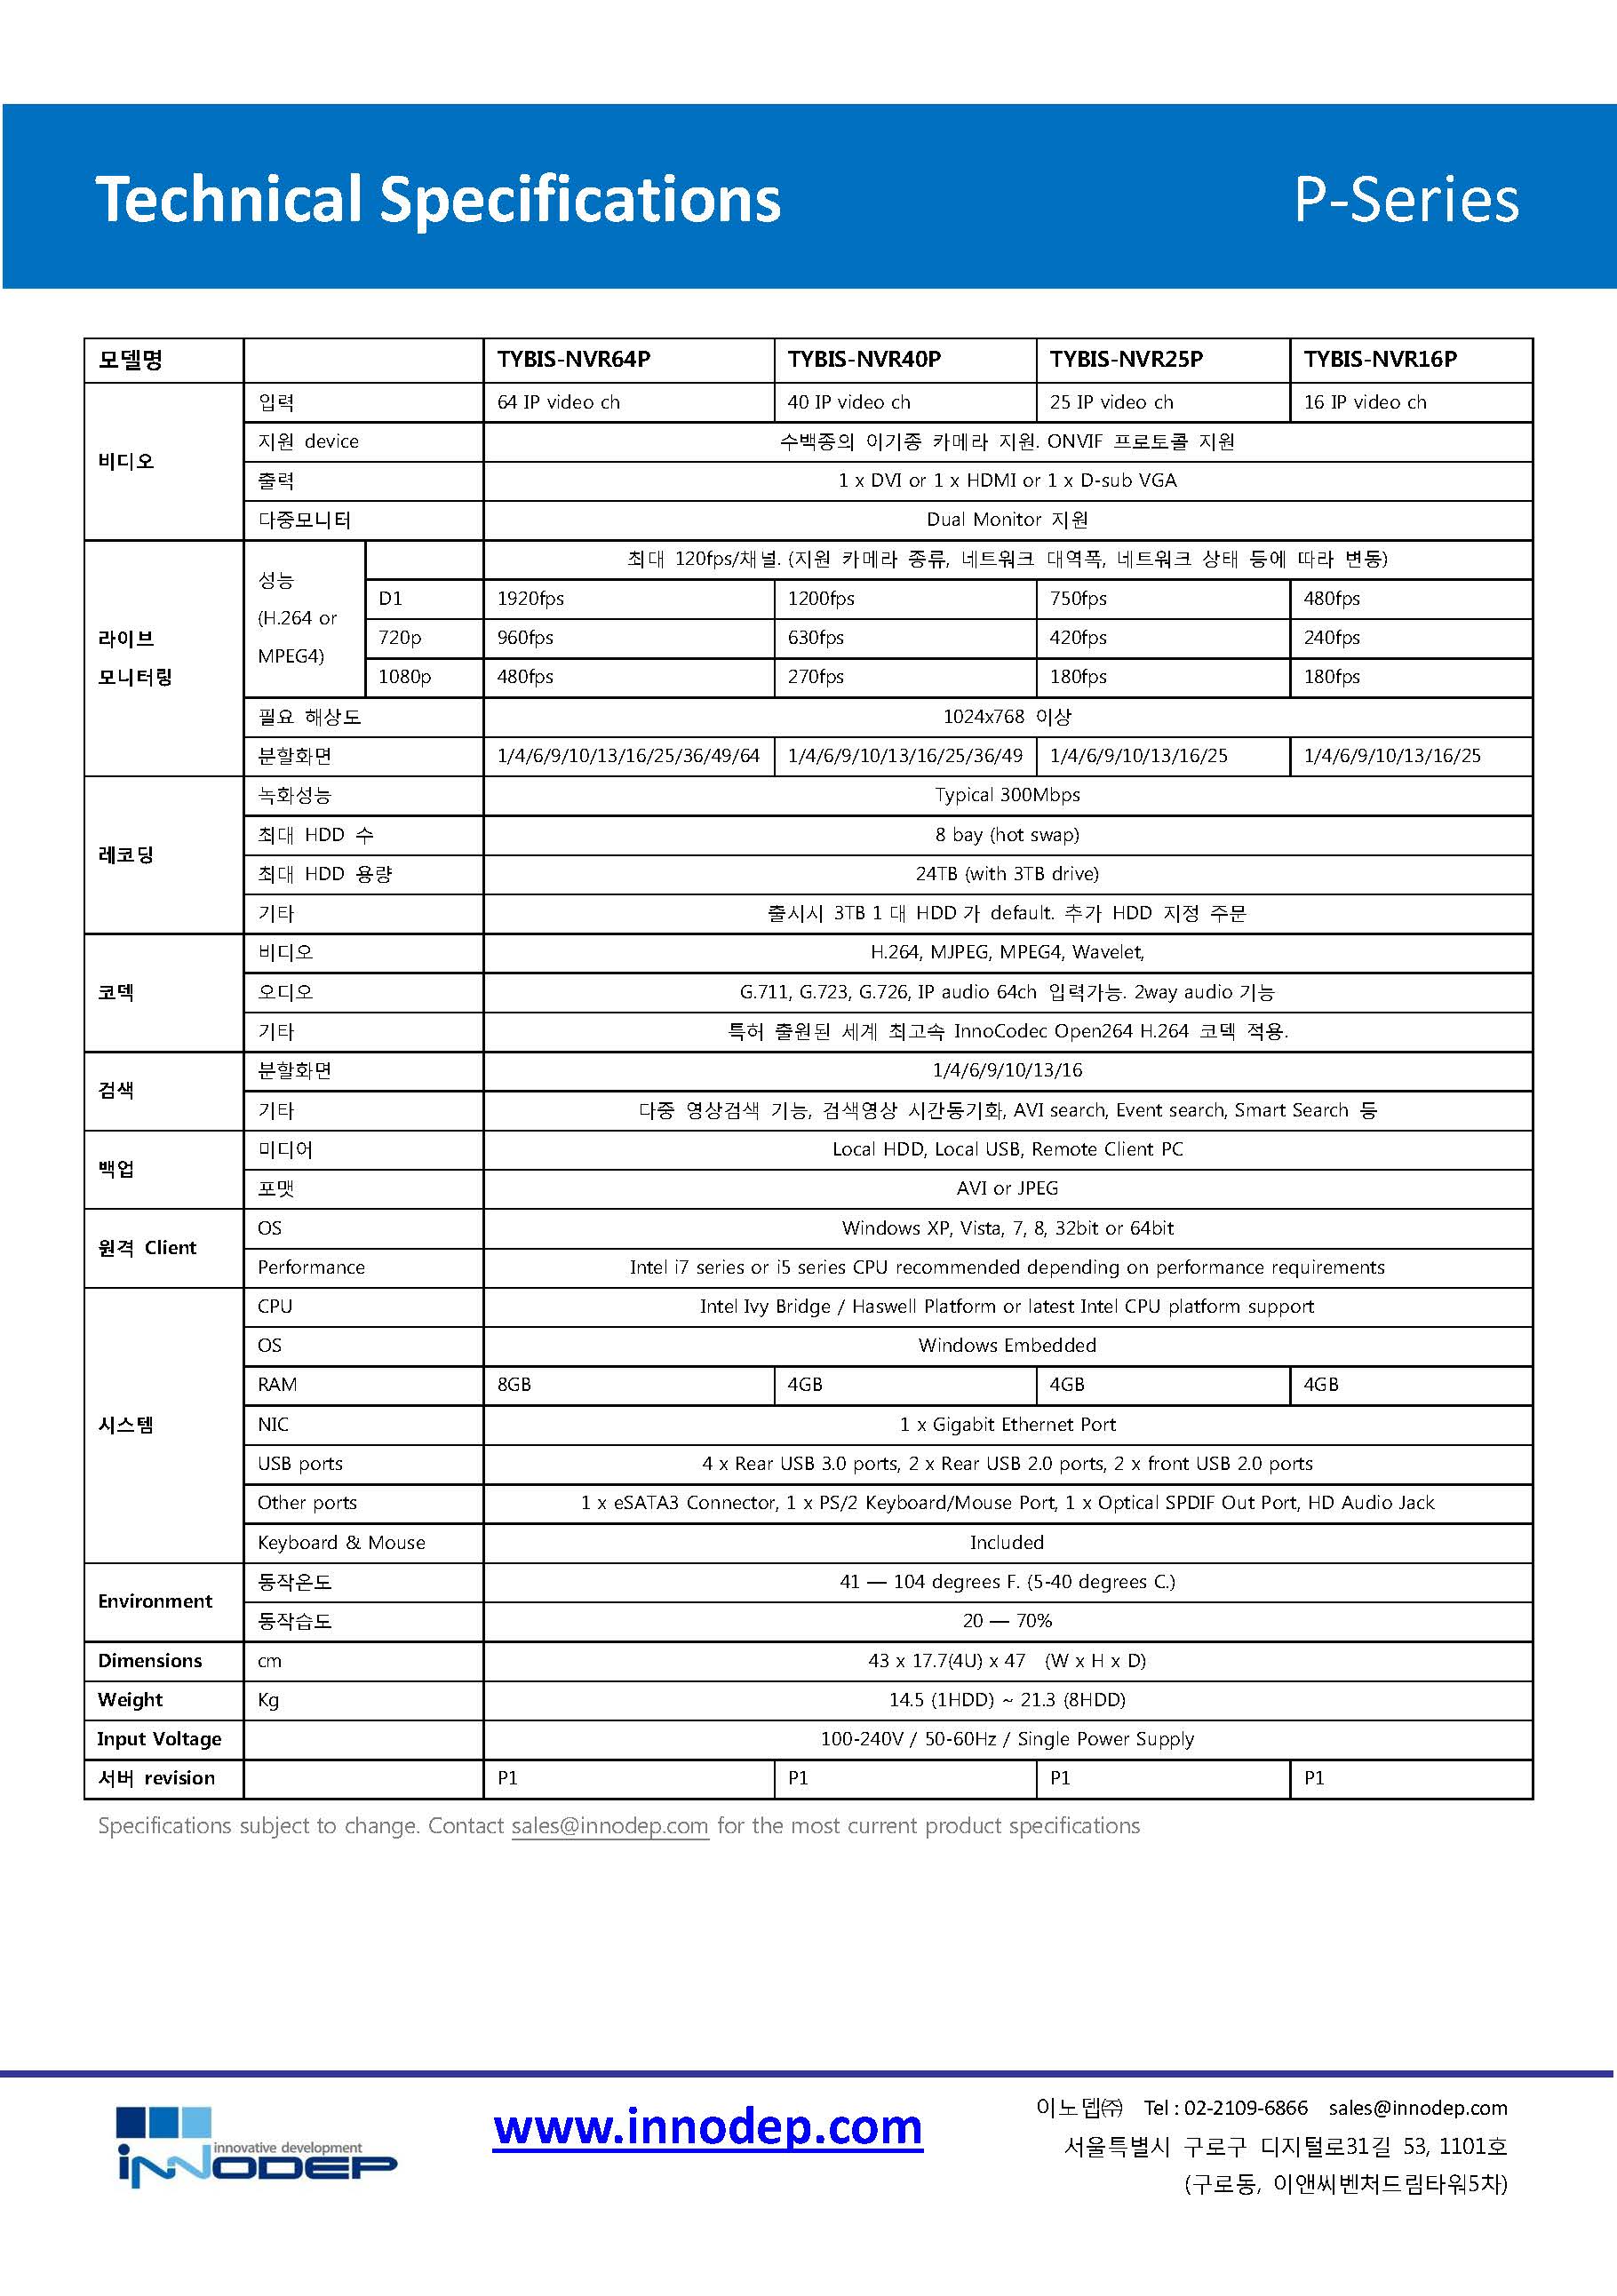 Technical Specifications P-Series
모델명 TYBIS-NVR64P TYBIS-NVR40P TYBIS-NVR25P TYBIS-NVR16P
비디오
입력 64 IP video ch 40 IP video ch 25 IP video ch 16 IP video ch
지원 device 수백종의 이기종 카메라 지원. ONVIF 프로토콜 지원
출력 1 x DVI or 1 x HDMI or 1 x D-sub VGA
다중모니터 Dual Monitor 지원
라이브
모니터링
성능
(H.264 or
MPEG4)
최대 120fps/채널. (지원 카메라 종류, 네트워크 대역폭, 네트워크 상태 등에 따라 변동)
D1 1920fps 1200fps 750fps 480fps
720p 960fps 630fps 420fps 240fps
1080p 480fps 270fps 180fps 180fps
필요 해상도 1024x768 이상
분할화면 1/4/6/9/10/13/16/25/36/49/64 1/4/6/9/10/13/16/25/36/49 1/4/6/9/10/13/16/25 1/4/6/9/10/13/16/25
레코딩
녹화성능 Typical 300Mbps
최대 HDD 수 8 bay (hot swap)
최대 HDD 용량 24TB (with 3TB drive)
기타 출시시 3TB 1 대 HDD 가 default. 추가 HDD 지정 주문
코덱
비디오 H.264, MJPEG, MPEG4, Wavelet,
오디오 G.711, G.723, G.726, IP audio 64ch 입력가능. 2way audio 기능
기타 특허 출원된 세계 최고속 InnoCodec Open264 H.264 코덱 적용.
검색
분할화면 1/4/6/9/10/13/16
기타 다중 영상검색 기능, 검색영상 시간동기화, AVI search, Event search, Smart Search 등
백업
미디어 Local HDD, Local USB, Remote Client PC
포맷 AVI or JPEG
원격 Client
OS Windows XP, Vista, 7, 8, 32bit or 64bit
Performance Intel i7 series or i5 series CPU recommended depending on performance requirements
시스템
CPU Intel Ivy Bridge / Haswell Platform or latest Intel CPU platform support
OS Windows Embedded
RAM 8GB 4GB 4GB 4GB
NIC 1 x Gigabit Ethernet Port
USB ports 4 x Rear USB 3.0 ports, 2 x Rear USB 2.0 ports, 2 x front USB 2.0 ports
Other ports 1 x eSATA3 Connector, 1 x PS/2 Keyboard/Mouse Port, 1 x Optical SPDIF Out Port, HD Audio Jack
Keyboard & Mouse Included
Environment
동작온도 41 — 104 degrees F. (5-40 degrees C.)
동작습도 20 — 70%
Dimensions cm 43 x 17.7(4U) x 47 (W x H x D)
Weight Kg 14.5 (1HDD) ~ 21.3 (8HDD)
Input Voltage 100-240V / 50-60Hz / Single Power Supply
서버 revision P1 P1 P1 P1
Specifications subject to change. Contact sales@innodep.com for the most current product specifications
innovative development
iNNODEP
www.innodep.com
이노뎁㈜ Tel : 02-2109-6866 sales@innodep.com
서울특별시 구로구 디지털로31길 53, 1101호
(구로동, 이앤씨벤처드림타워5차)